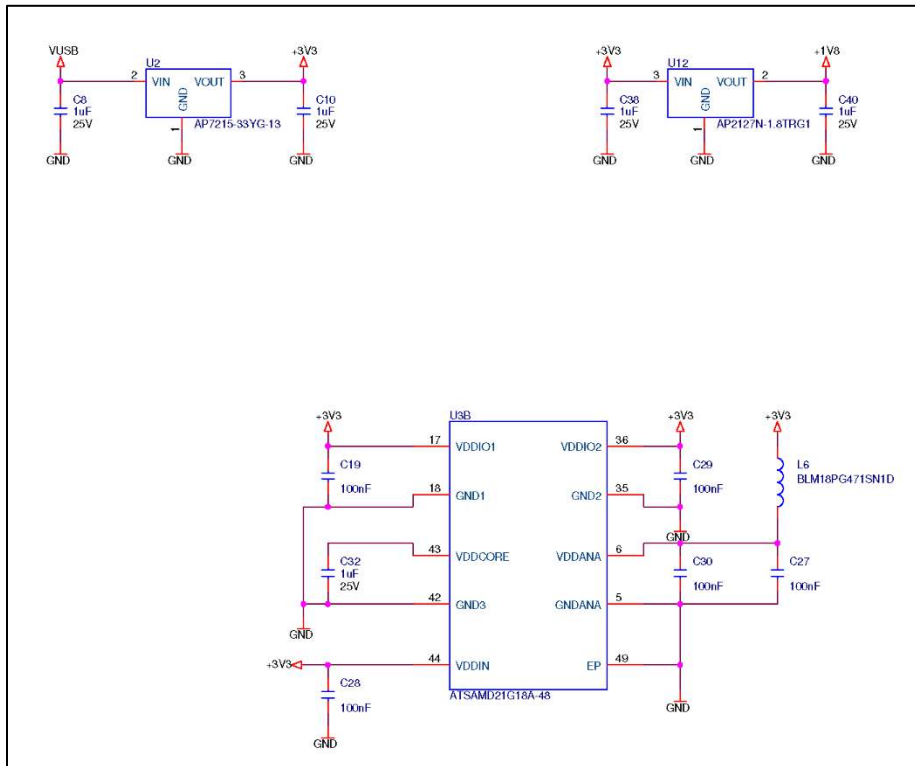 VUSB
U2
+3V3
2 VIN VOUT 3
GND
C8
1uF
25V
1
AP7215-33YG-13
C10
1uF
25V
GND
GND
GND
+3V3
U12
+1V8
3 VIN VOUT 2
GND
C38
1uF
25V
1
AP2127N-1.8TRG1
C40
1uF
25V
GND
GND
GND
U3B
+3V3
+3V3
+3V3
17 VDDIO1 VDDIO2 36
C19
100nF
C29
100nF
L6
BLM18PG471SN1D
18 GND1 GND2 35
GND
43 VDDCORE VDDANA 6
C32
1uF
25V
C30
100nF
C27
100nF
42 GND3 GNDANA 5
GND
+3V3
44 VDDIN EP 49
C28
100nF
ATSAMD21G18A-48
GND
GND